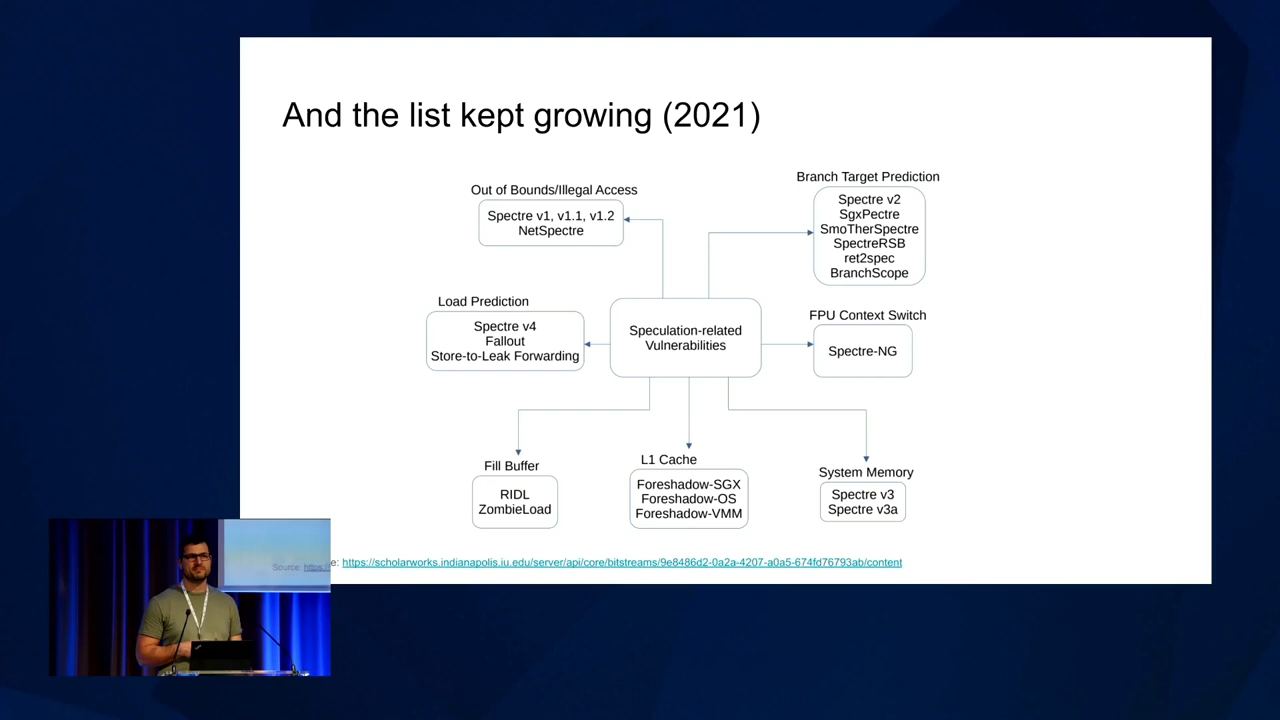 And the list kept growing (2021)
Out of Bounds/Illegal Access
Spectre v1, v1.1, v1.2
NetSpectre
Branch Target Prediction
Spectre v2
SgxPectre
SmoTherSpectre
SpectreRSB
ret2spec
BranchScope
Load Prediction
Spectre v4
Fallout
Store-to-Leak Forwarding
Speculation-related
Vulnerabilities
FPU Context Switch
Spectre-NG
Fill Buffer
RIDL
ZombieLoad
L1 Cache
Foreshadow-SGX
Foreshadow-OS
Foreshadow-VMM
System Memory
Spectre v3
Spectre v3a
e: https://scholarworks.indianapolis.iu.edu/server/api/core/bitstreams/9e8486d2-0a2a-4207-a0a5-674fd76793ab/content
Source: https:/